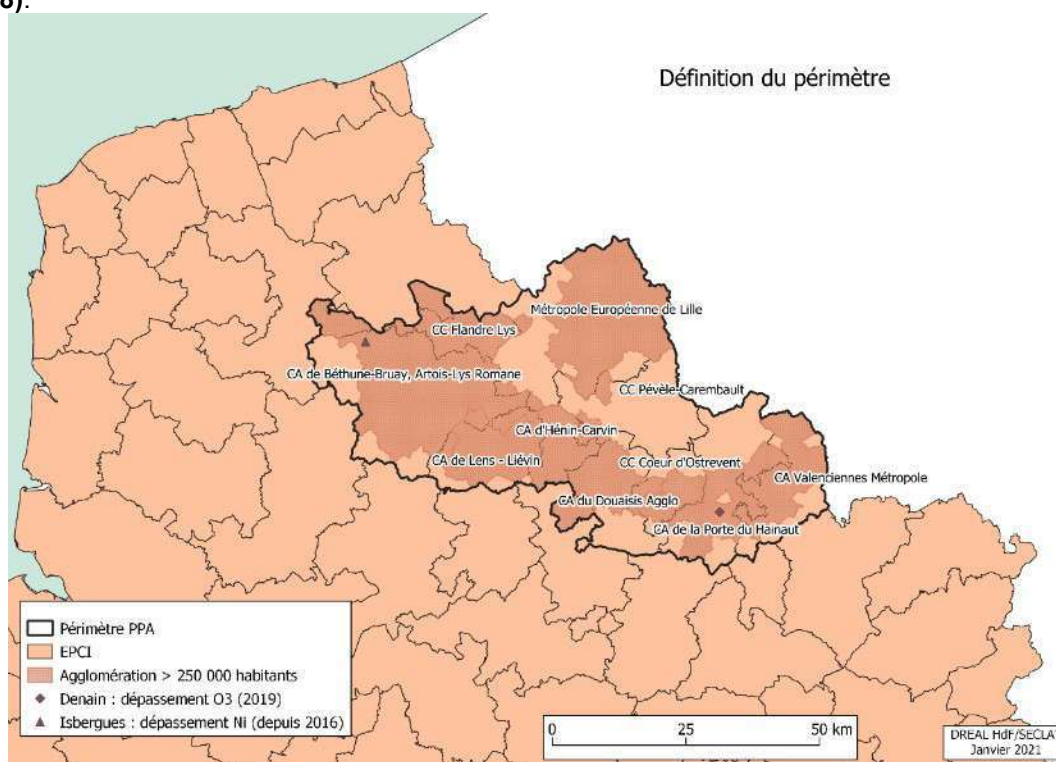 6).
Définition du périmètre
Métropole Européenne de Lille
CC Flandre Lys
CA de Béthune-Bruay, Artois-Lys Romane
CC Pévèle-Carembault
CA d'Hénin-Carvin
CA de Lens - Liévin
CC Coeur d'Ostrevent
CA Valenciennes Métropole
CA du Douaisis Agglo
CA de la Porte du Hainaut
Périmètre PPA
EPCI
Agglomération > 250 000 habitants
Denain : dépassement O3 (2019)
Isbergues : dépassement Ni (depuis 2016)
0 25 50 km
DREAL HdF/SECLAT
Janvier 2021